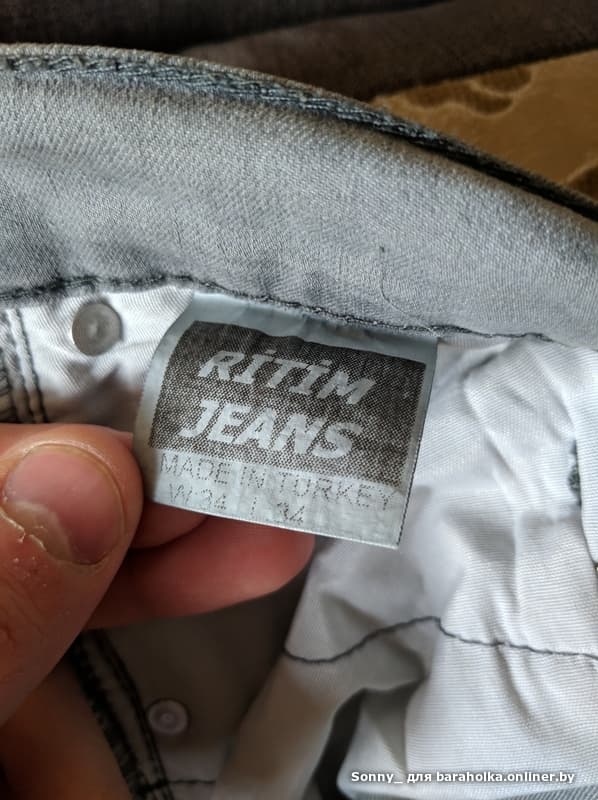 RİTİM
JEANS
MADE IN TURKEY
W 34 34
Sonny_ для baraholka.onliner.by